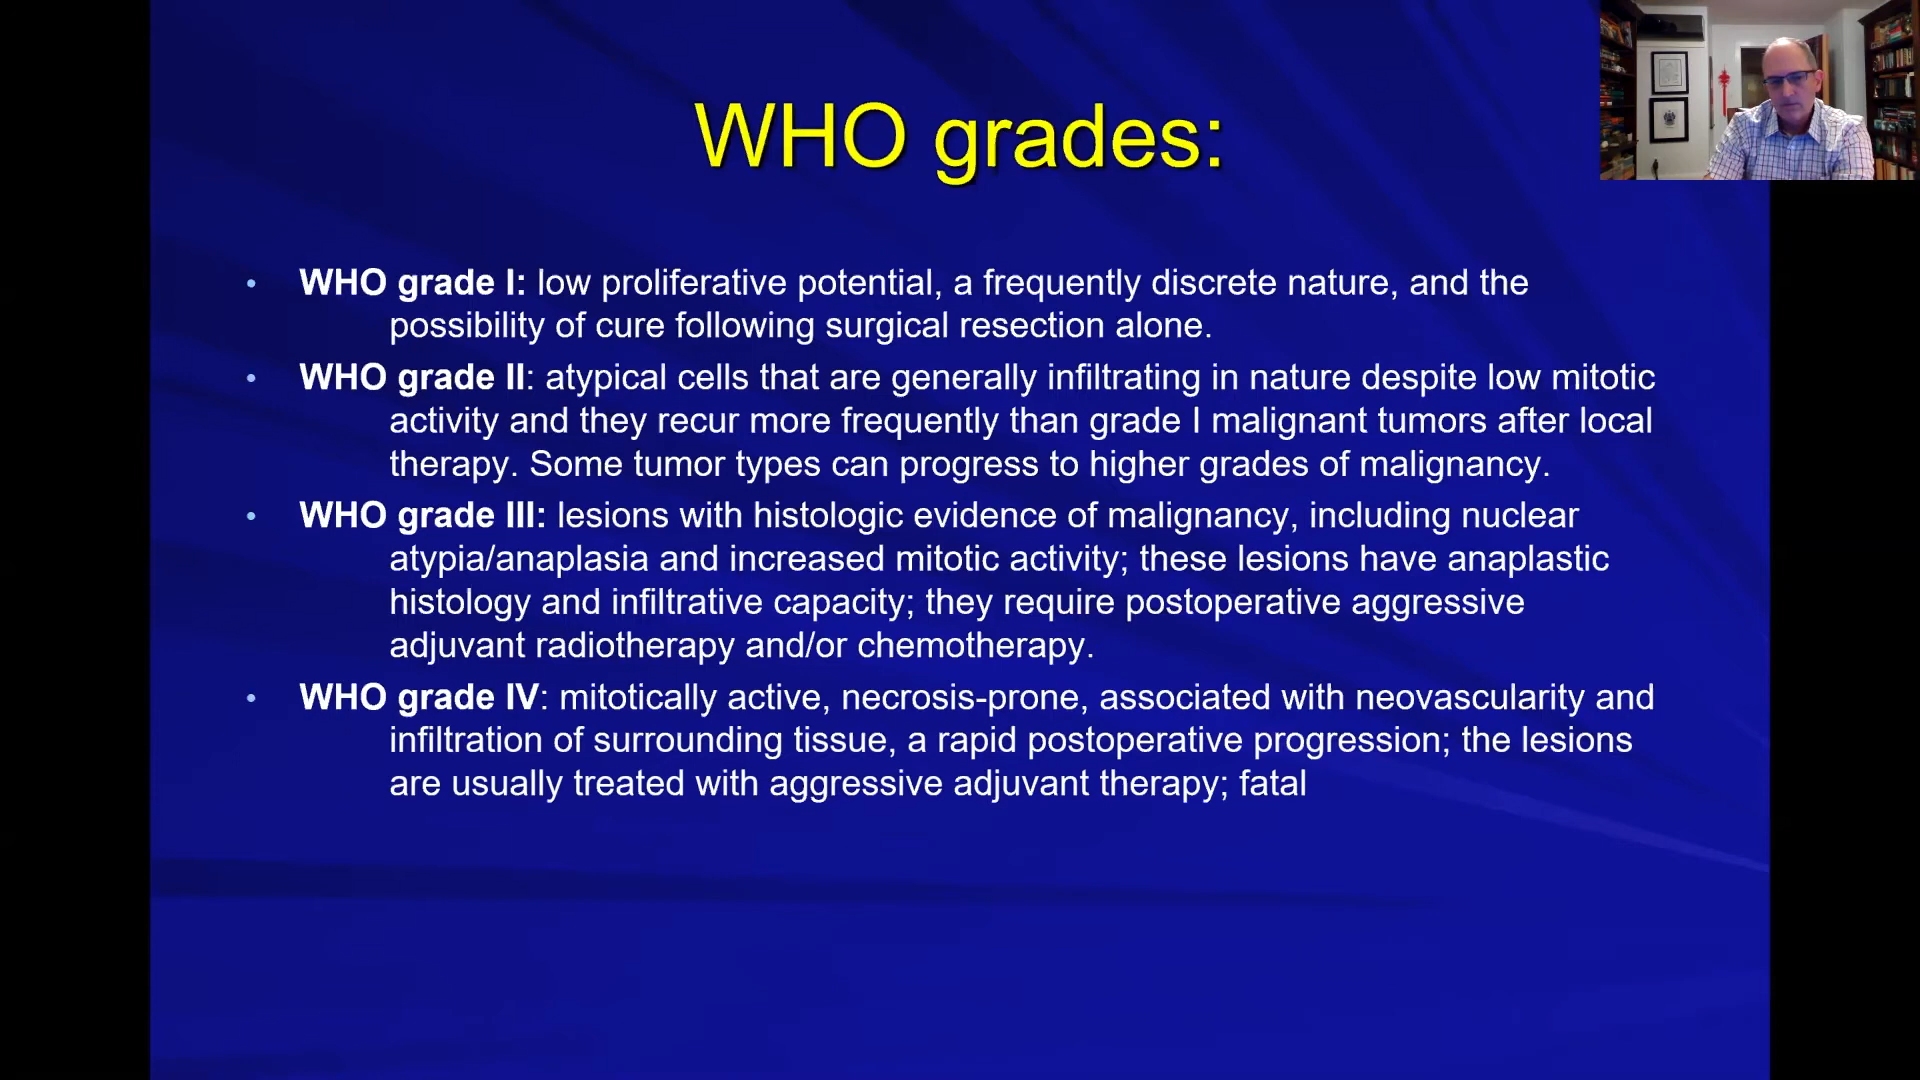 WHO grades:
• WHO grade I: low proliferative potential, a frequently discrete nature, and the
possibility of cure following surgical resection alone.
• WHO grade II: atypical cells that are generally infiltrating in nature despite low mitotic
activity and they recur more frequently than grade I malignant tumors after local
therapy. Some tumor types can progress to higher grades of malignancy.
• WHO grade III: lesions with histologic evidence of malignancy, including nuclear
atypia/anaplasia and increased mitotic activity; these lesions have anaplastic
histology and infiltrative capacity; they require postoperative aggressive
adjuvant radiotherapy and/or chemotherapy.
• WHO grade IV: mitotically active, necrosis-prone, associated with neovascularity and
infiltration of surrounding tissue, a rapid postoperative progression; the lesions
are usually treated with aggressive adjuvant therapy; fatal